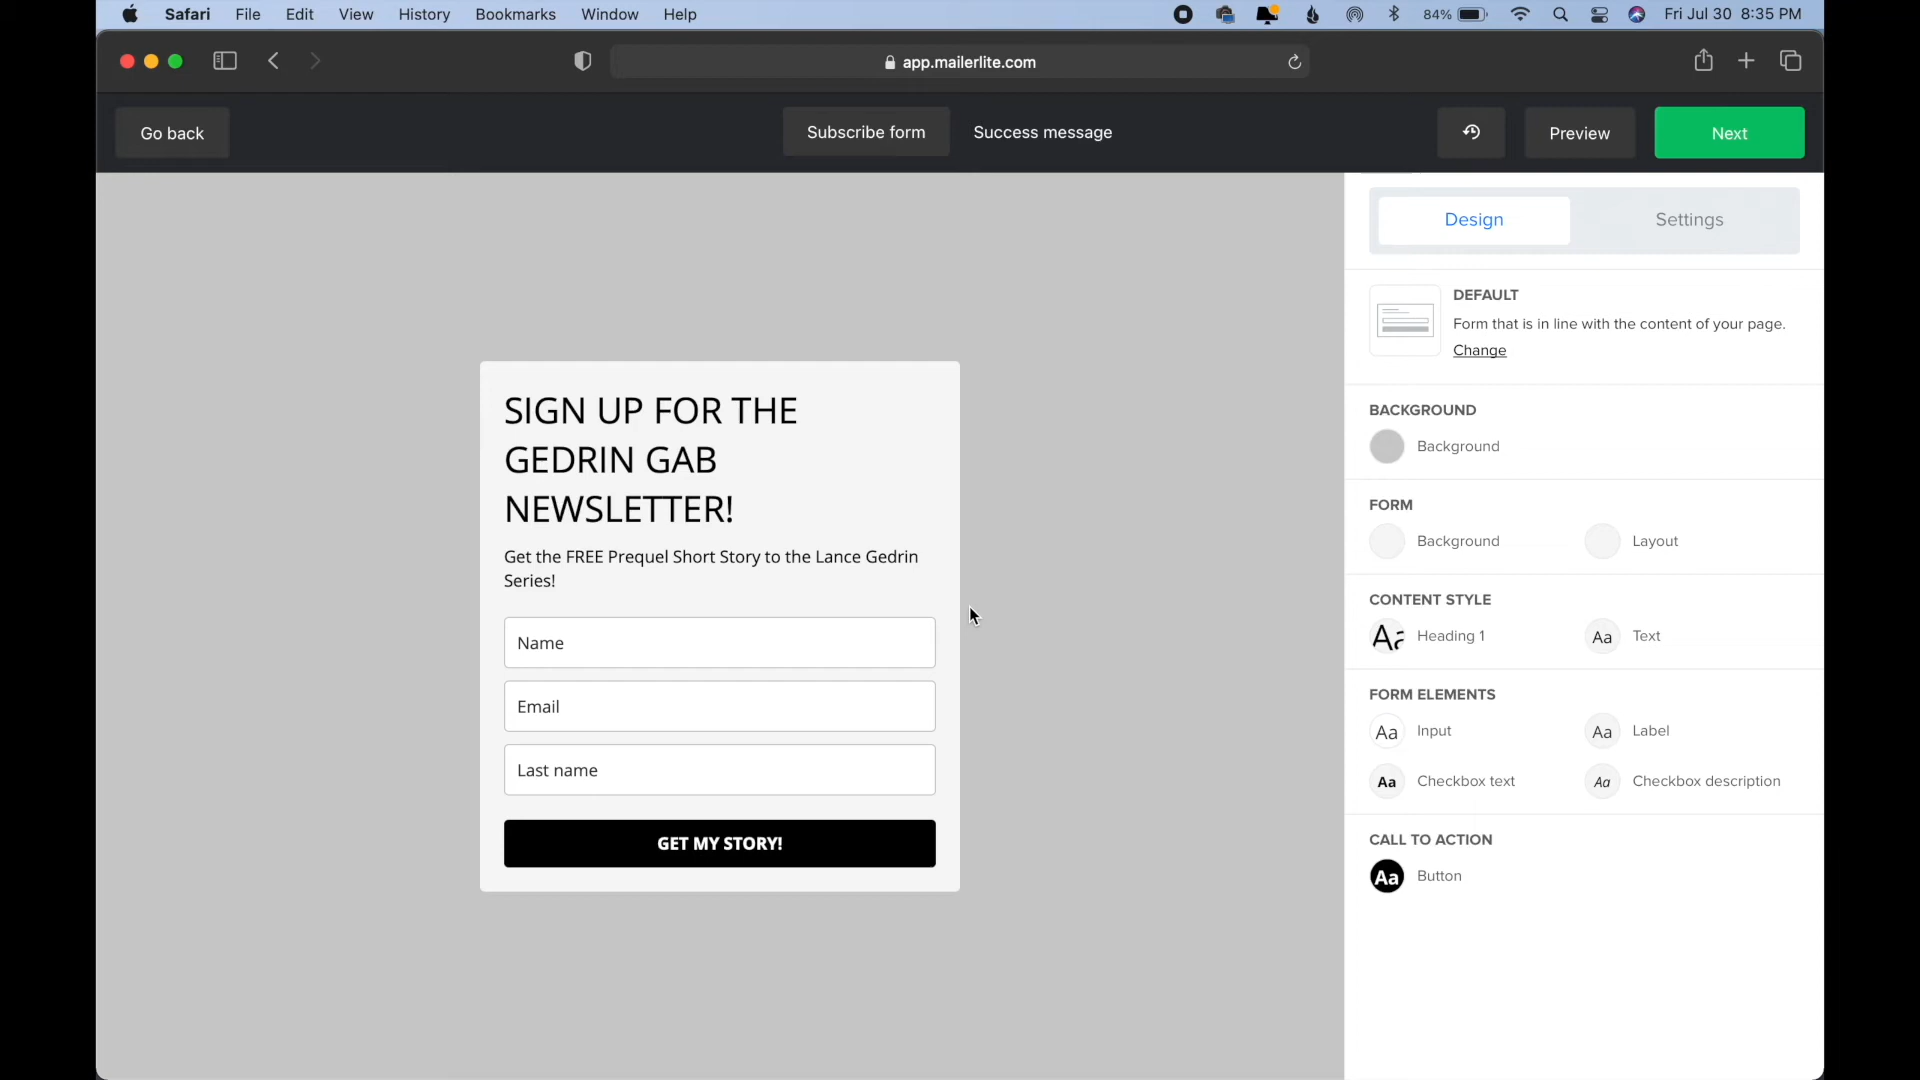 Safari File Edit View History Bookmarks Window Help 84% Fri Jul 30 8:35 PM
app.mailerlite.com
Go back Subscribe form Success message Preview Next
Design Settings
DEFAULT
Form that is in line with the content of your page.
Change
BACKGROUND
Background
FORM
Background Layout
CONTENT STYLE
Aa Heading 1 Aa Text
FORM ELEMENTS
Aa Input Aa Label
Aa Checkbox text Aa Checkbox description
CALL TO ACTION
Aa Button
SIGN UP FOR THE
GEDRIN GAB
NEWSLETTER!
Get the FREE Prequel Short Story to the Lance Gedrin
Series!
Name
Email
Last name
GET MY STORY!